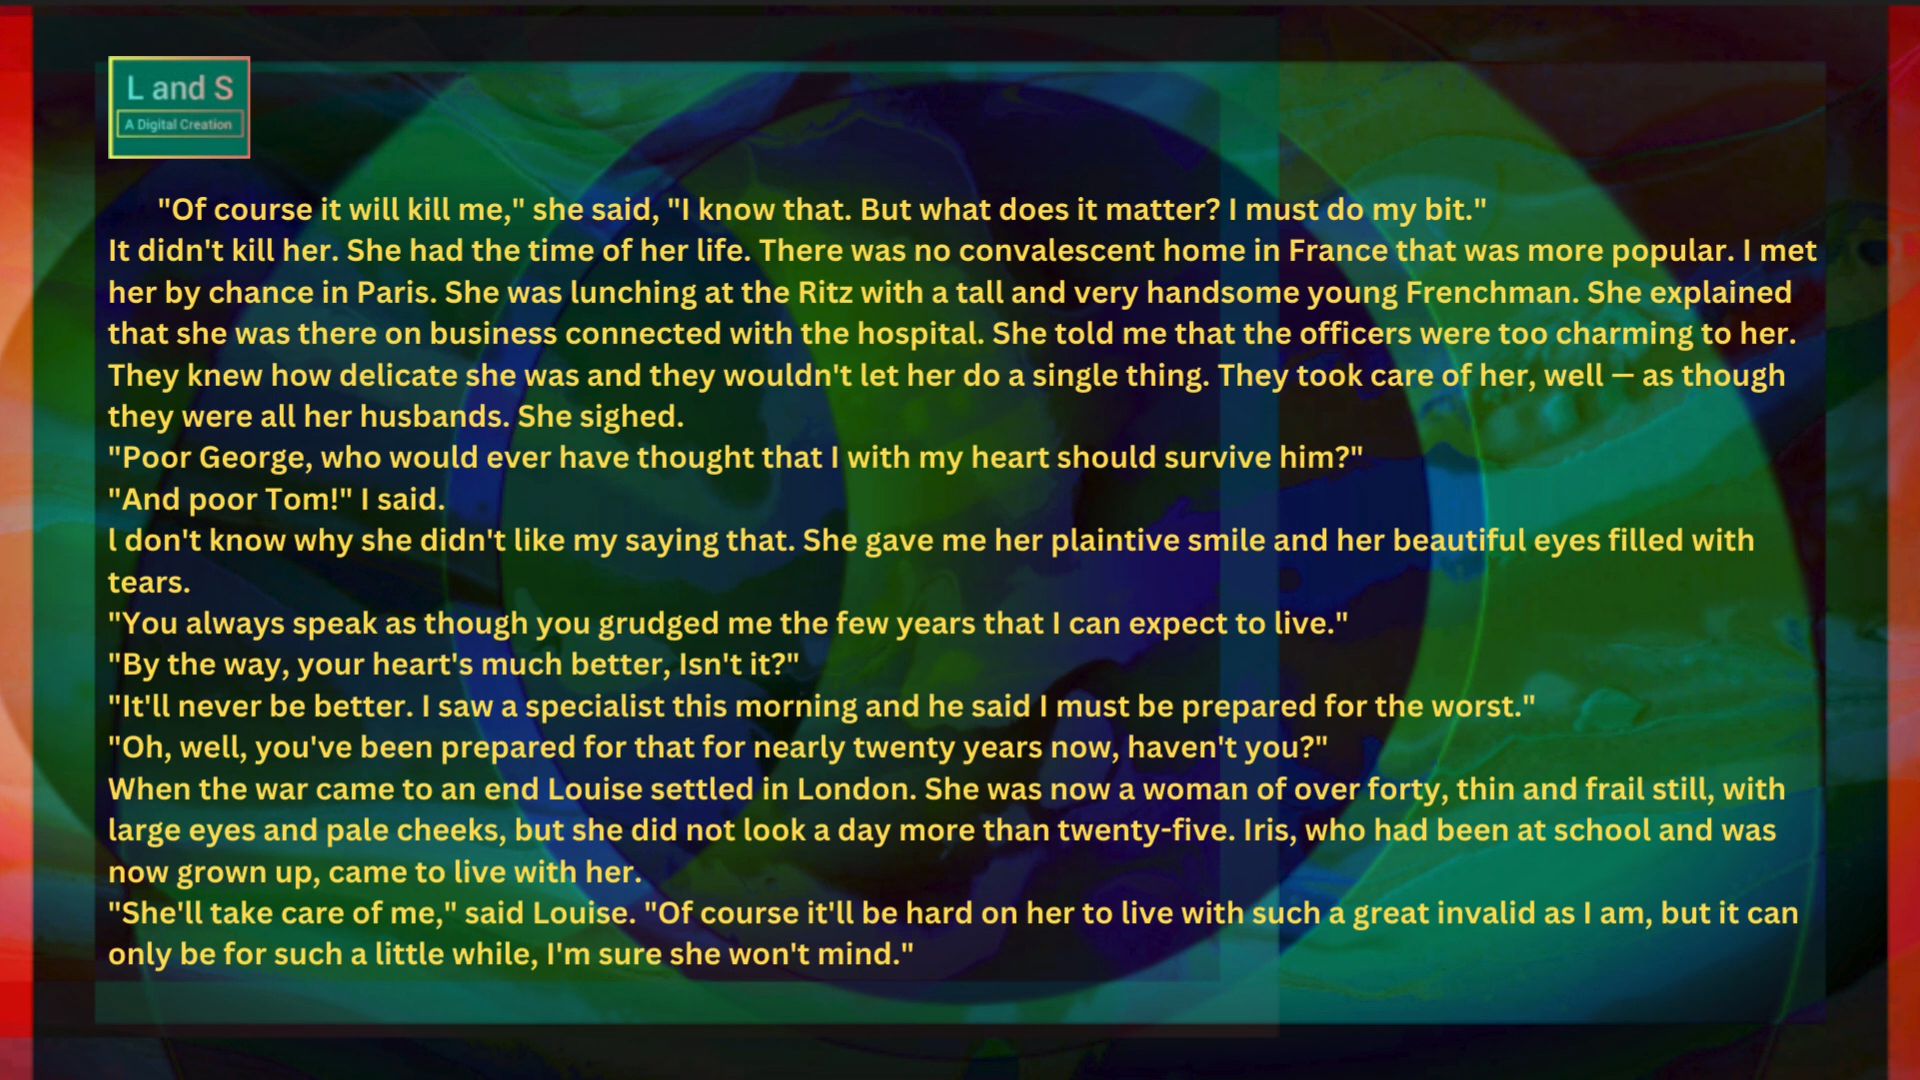 L and S
A Digital Creation
"Of course it will kill me," she said, "I know that. But what does it matter? I must do my bit."
It didn't kill her. She had the time of her life. There was no convalescent home in France that was more popular. I met
her by chance in Paris. She was lunching at the Ritz with a tall and very handsome young Frenchman. She explained
that she was there on business connected with the hospital. She told me that the officers were too charming to her.
They knew how delicate she was and they wouldn't let her do a single thing. They took care of her, well — as though
they were all her husbands. She sighed.
"Poor George, who would ever have thought that I with my heart should survive him?"
"And poor Tom!" I said.
l don't know why she didn't like my saying that. She gave me her plaintive smile and her beautiful eyes filled with
tears.
"You always speak as though you grudged me the few years that I can expect to live."
"By the way, your heart's much better, Isn't it?"
"It'll never be better. I saw a specialist this morning and he said I must be prepared for the worst."
"Oh, well, you've been prepared for that for nearly twenty years now, haven't you?"
When the war came to an end Louise settled in London. She was now a woman of over forty, thin and frail still, with
large eyes and pale cheeks, but she did not look a day more than twenty-five. Iris, who had been at school and was
now grown up, came to live with her.
"She'll take care of me," said Louise. "Of course it'll be hard on her to live with such a great invalid as I am, but it can
only be for such a little while, I'm sure she won't mind."